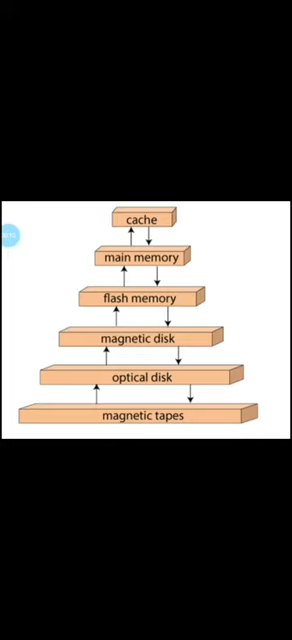 cache
main memory
flash memory
magnetic disk
optical disk
magnetic tapes